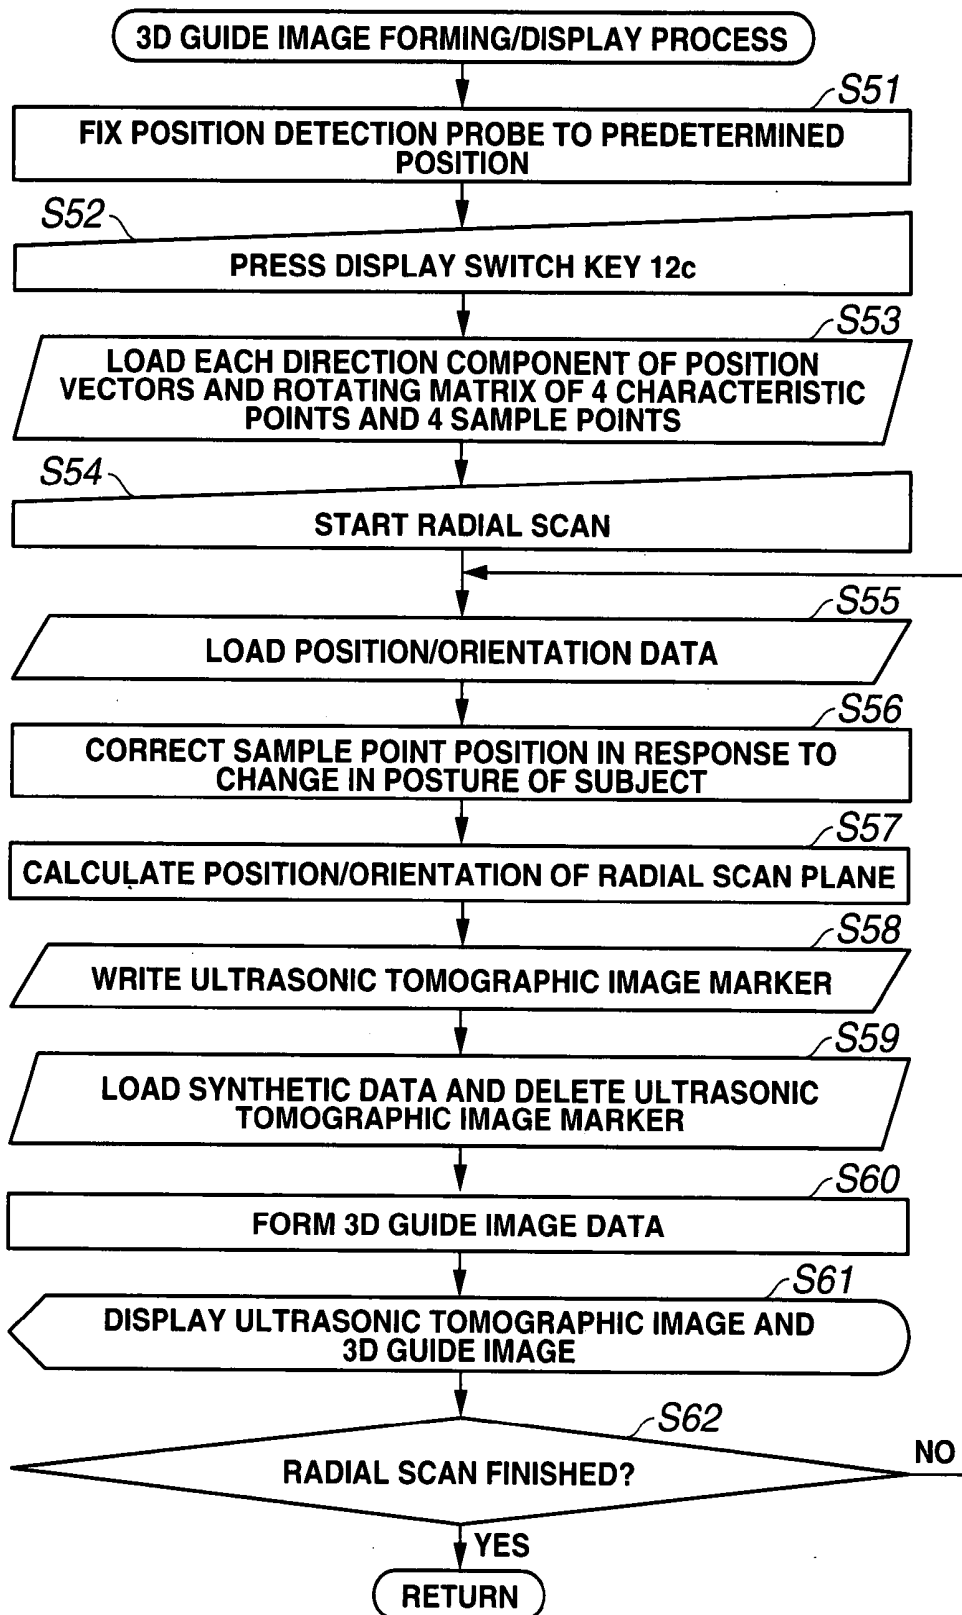 3D GUIDE IMAGE FORMING/DISPLAY PROCESS
S51
FIX POSITION DETECTION PROBE TO PREDETERMINED
POSITION
S52
PRESS DISPLAY SWITCH KEY 12c
S53
LOAD EACH DIRECTION COMPONENT OF POSITION
VECTORS AND ROTATING MATRIX OF 4 CHARACTERISTIC
POINTS AND 4 SAMPLE POINTS
S54
START RADIAL SCAN
S55
LOAD POSITION/ORIENTATION DATA
S56
CORRECT SAMPLE POINT POSITION IN RESPONSE TO
CHANGE IN POSTURE OF SUBJECT
S57
CALCULATE POSITION/ORIENTATION OF RADIAL SCAN PLANE
S58
WRITE ULTRASONIC TOMOGRAPHIC IMAGE MARKER
S59
LOAD SYNTHETIC DATA AND DELETE ULTRASONIC
TOMOGRAPHIC IMAGE MARKER
S60
FORM 3D GUIDE IMAGE DATA
S61
DISPLAY ULTRASONIC TOMOGRAPHIC IMAGE AND
3D GUIDE IMAGE
S62
RADIAL SCAN FINISHED?
NO
YES
RETURN